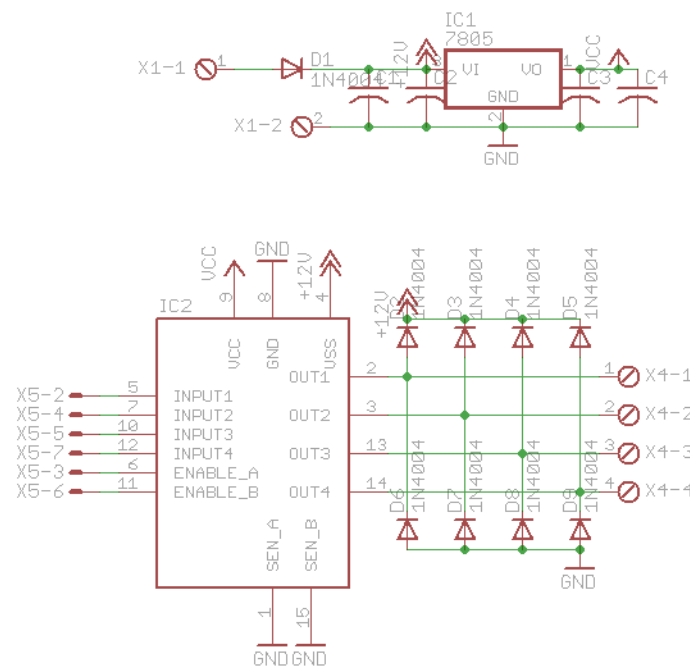 IC1
7805
X1-1
1
D1
1N4004
C1
+12V
3
C2
VI
VO
GND
1
VCC
C3
C4
X1-2
2
2
GND
VCC
GND
+12V
9
8
4
IC2
VCC
GND
VSS
+12V
D2
1N4004
D3
1N4004
D4
1N4004
D5
1N4004
OUT1
2
1
X4-1
X5-2
5
INPUT1
X5-4
7
INPUT2
OUT2
3
2
X4-2
X5-5
10
INPUT3
X5-7
12
INPUT4
OUT3
13
3
X4-3
X5-3
6
ENABLE_A
X5-6
11
ENABLE_B
OUT4
14
4
X4-4
D6
1N4004
D7
1N4004
D8
1N4004
D9
1N4004
SEN_A
SEN_B
GND
1
15
GND
GND